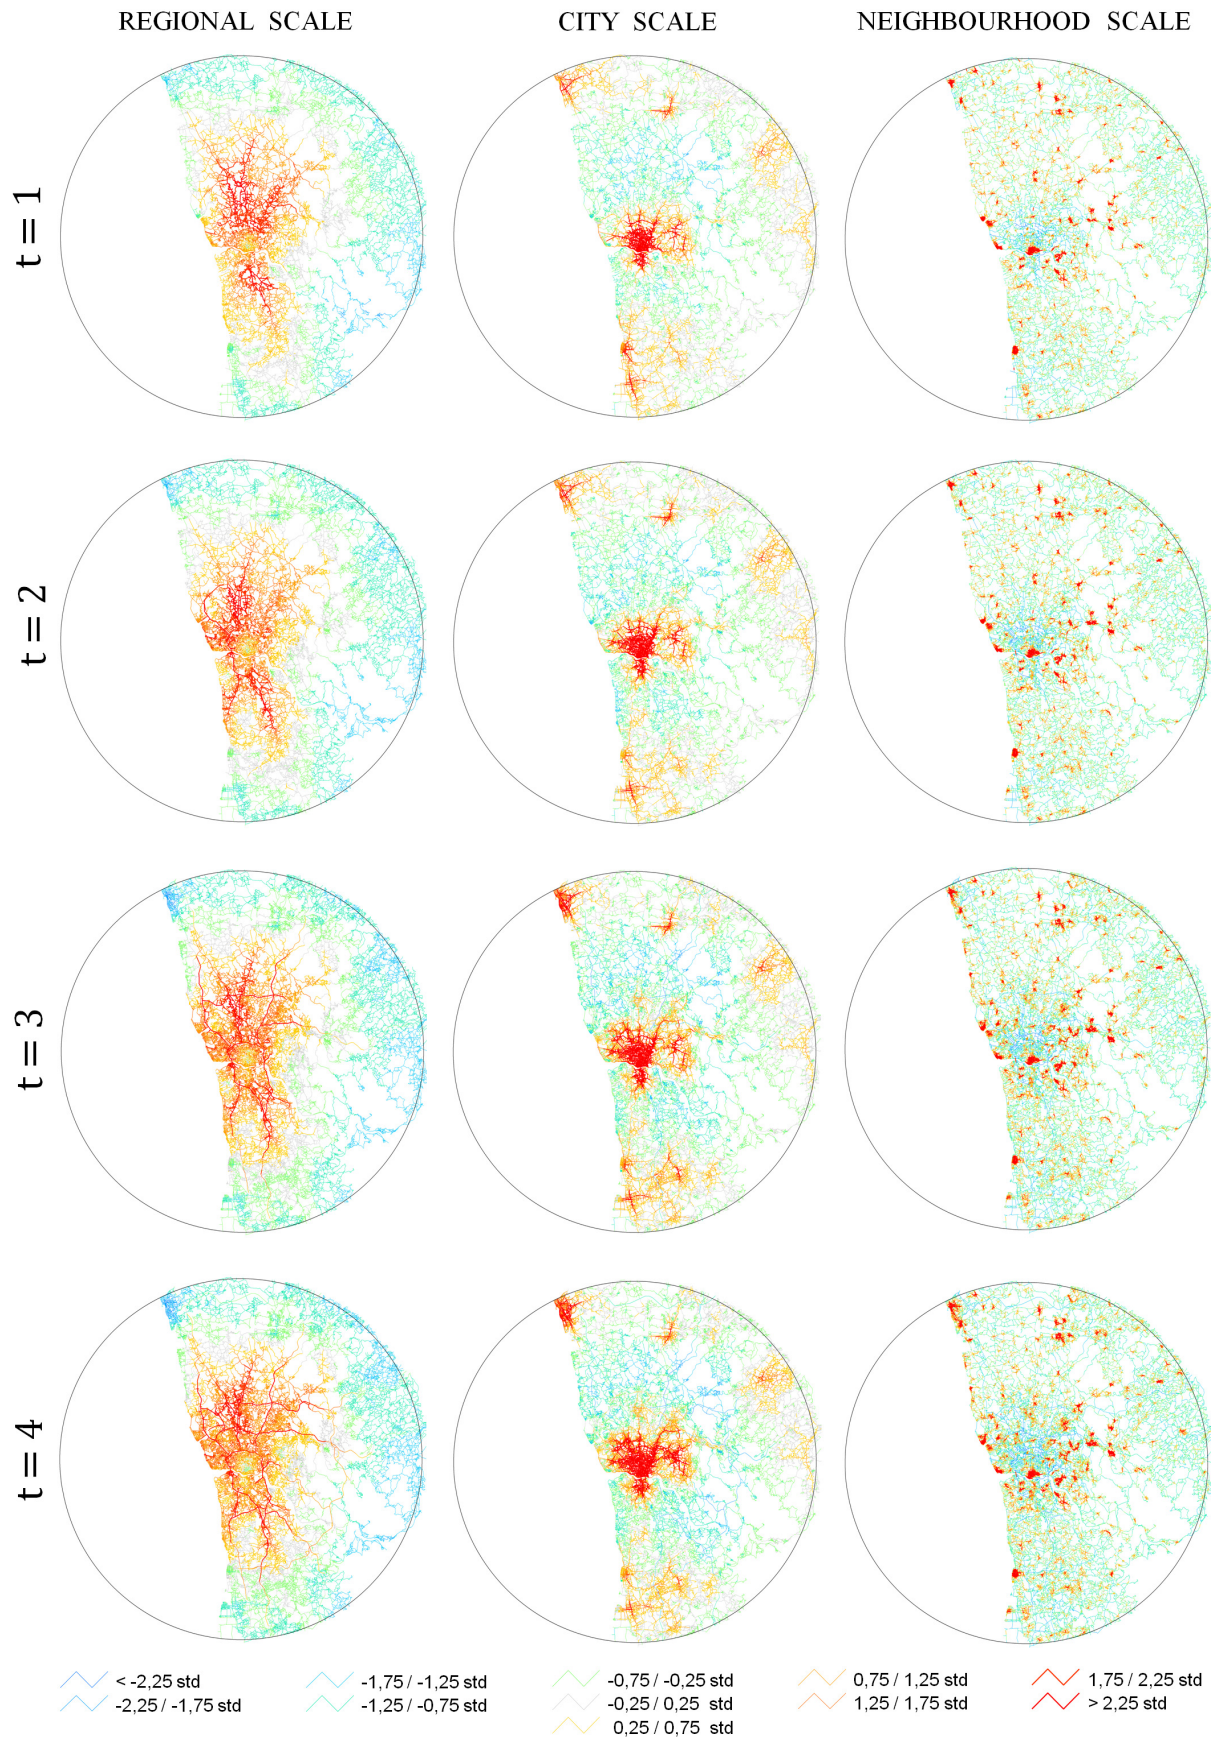 REGIONAL SCALE
CITY SCALE
NEIGHBOURHOOD SCALE
t = 1
t = 2
t = 3
t = 4
< -2,25 std
-2,25 / -1,75 std
-1,75 / -1,25 std
-1,25 / -0,75 std
-0,75 / -0,25 std
-0,25 / 0,25 std
0,25 / 0,75 std
0,75 / 1,25 std
1,25 / 1,75 std
1,75 / 2,25 std
> 2,25 std